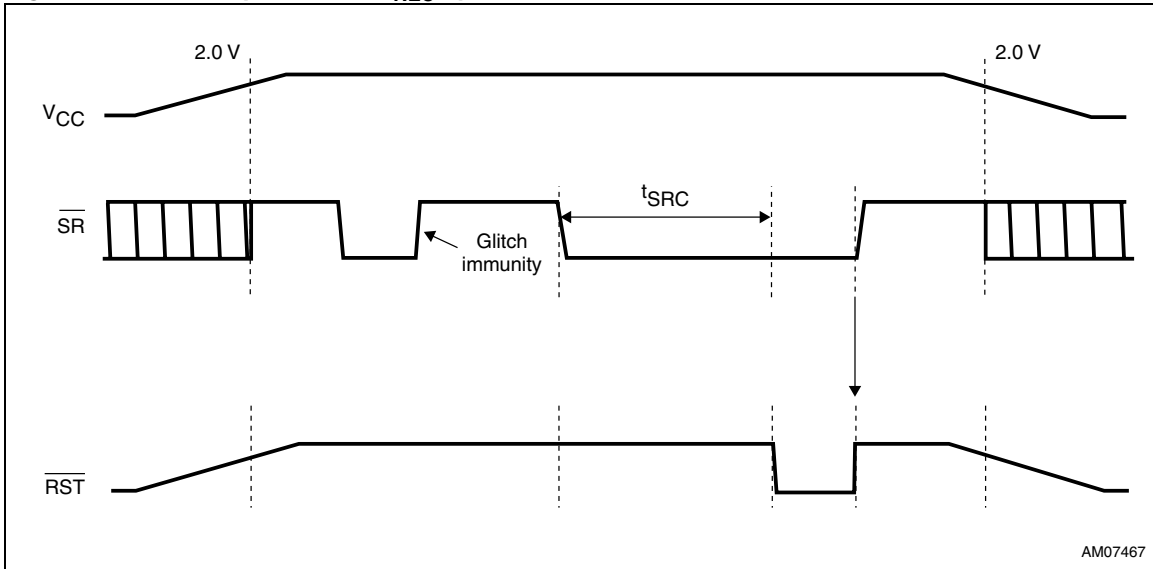 2.0 V
2.0 V
VCC
tSRC
SR
Glitch
immunity
RST
AM07467